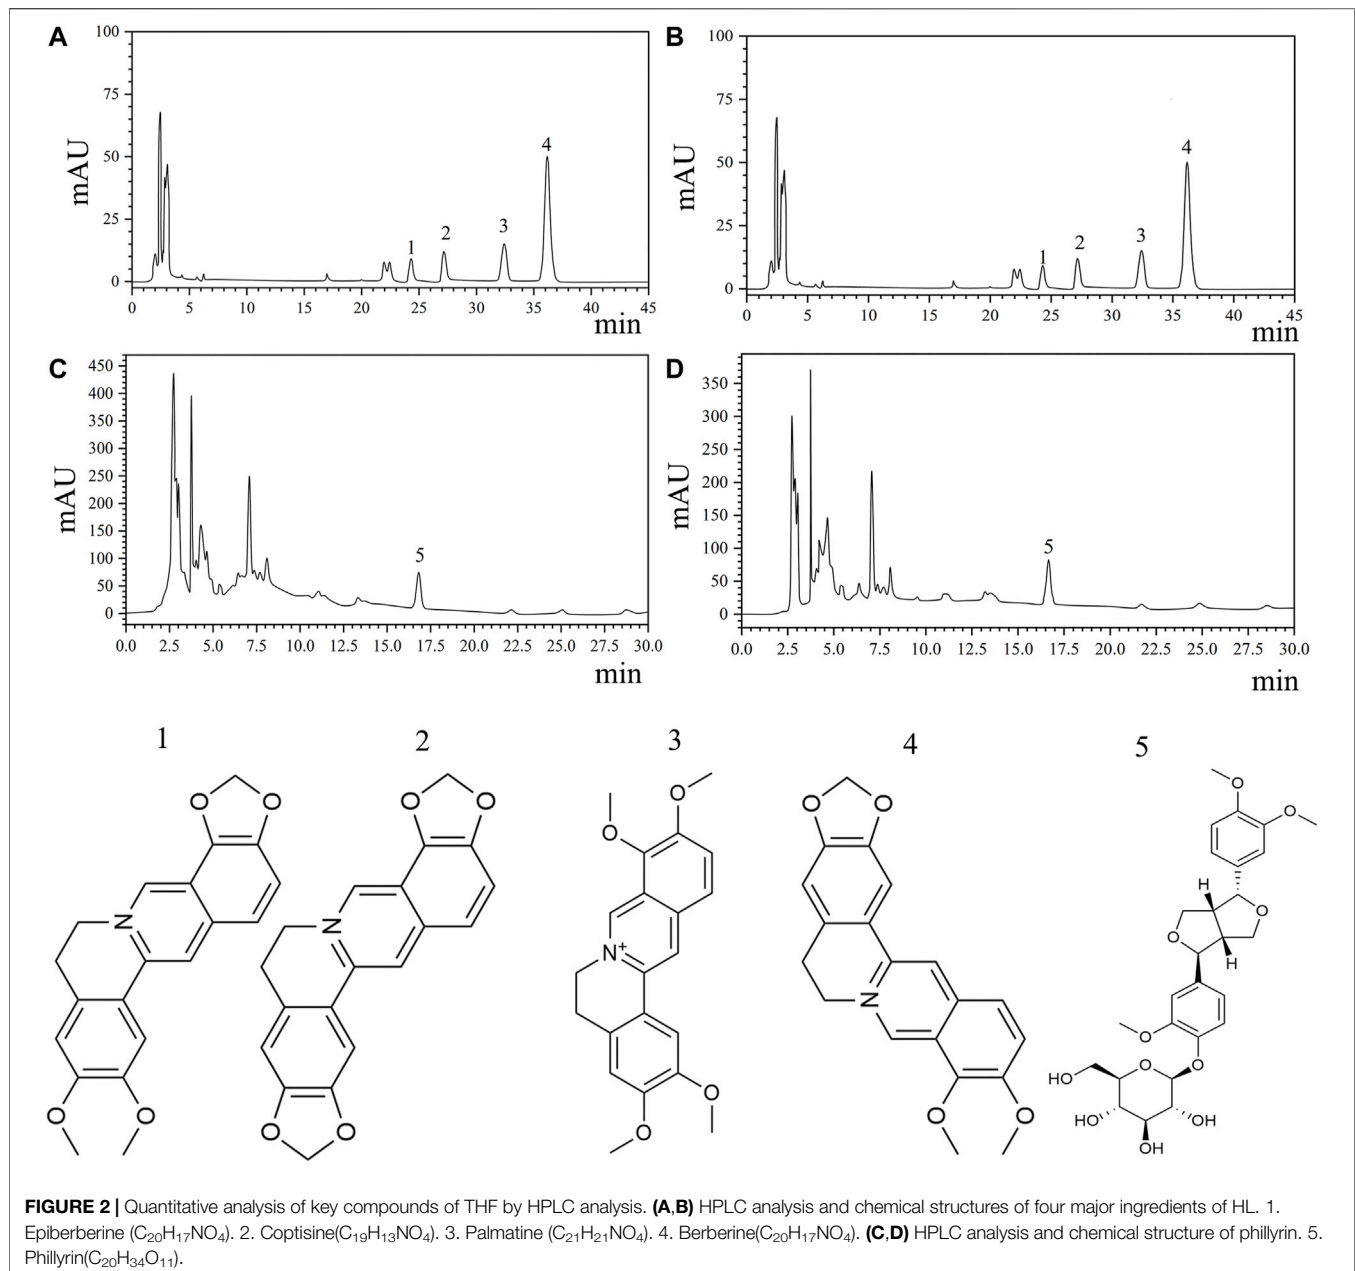 A
100
75
50
25
0
mAU
1
2
3
4
0 5 10 15 20 25 30 35 40 45
min
B
100
75
50
25
0
mAU
1
2
3
4
0 5 10 15 20 25 30 35 40 45
min
C
450
400
350
300
250
200
150
100
50
0
mAU
5
0.0 2.5 5.0 7.5 10.0 12.5 15.0 17.5 20.0 22.5 25.0 27.5 30.0
min
D
350
300
250
200
150
100
50
0
mAU
5
0.0 2.5 5.0 7.5 10.0 12.5 15.0 17.5 20.0 22.5 25.0 27.5 30.0
min
1
O O
N
O O
2
O O
N
O O
3
O
O
N+
O
O
4
O O
N
O O
5
O
O
H
O
O
H
O
O
O
HO
HO
OH
OH
FIGURE 2 | Quantitative analysis of key compounds of THF by HPLC analysis. (A,B) HPLC analysis and chemical structures of four major ingredients of HL. 1.
Epiberberine (C20H17NO4). 2. Coptisine(C19H13NO4). 3. Palmatine (C21H21NO4). 4. Berberine(C20H17NO4). (C,D) HPLC analysis and chemical structure of phillyrin. 5.
Phillyrin(C20H34O11).